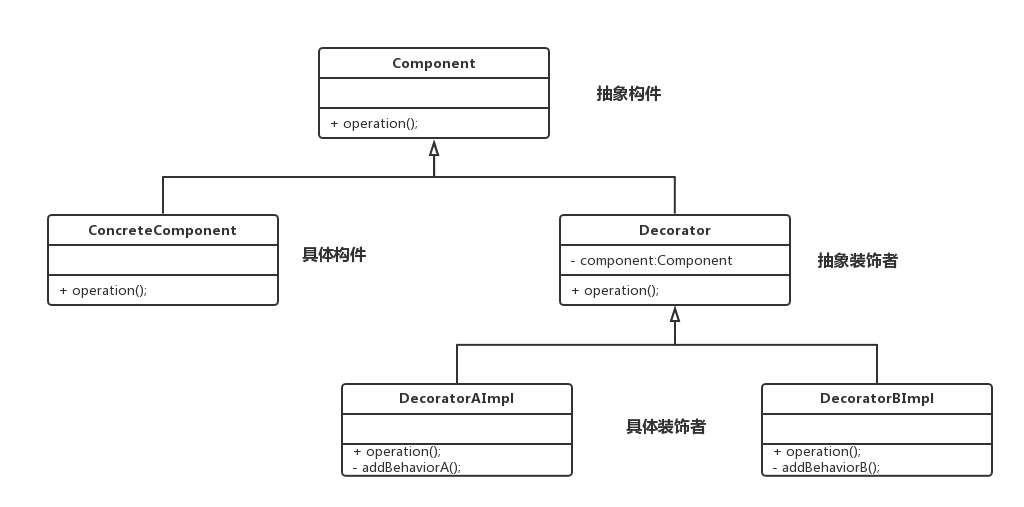 Component
抽象构件
+ operation();
ConcreteComponent
具体构件
+ operation();
Decorator
- component:Component
抽象装饰者
+ operation();
DecoratorAImpl
+ operation();
- addBehaviorA();
具体装饰者
DecoratorBImpl
+ operation();
- addBehaviorB();